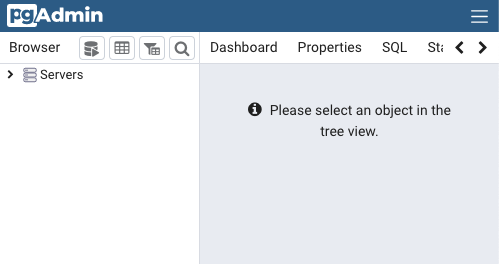 pgAdmin
Browser
Dashboard Properties SQL
Servers
Please select an object in the
tree view.